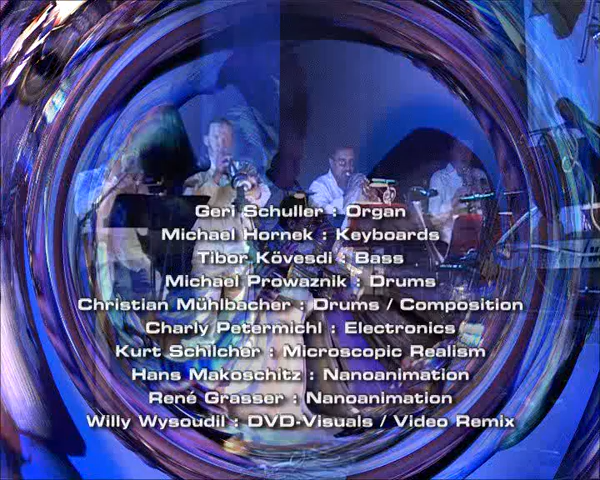 Geri Schuller : Organ
Michael Hornek : Keyboards
Tibor Kövesdi : Bass
Michael Prowaznik : Drums
Christian Mühlbacher : Drums / Composition
Charly Petermichl : Electronics
Kurt Schilcher : Microscopic Realism
Hans Makoschitz : Nanoanimation
René Grasser : Nanoanimation
Willy Wysoudil : DVD-Visuals / Video Remix